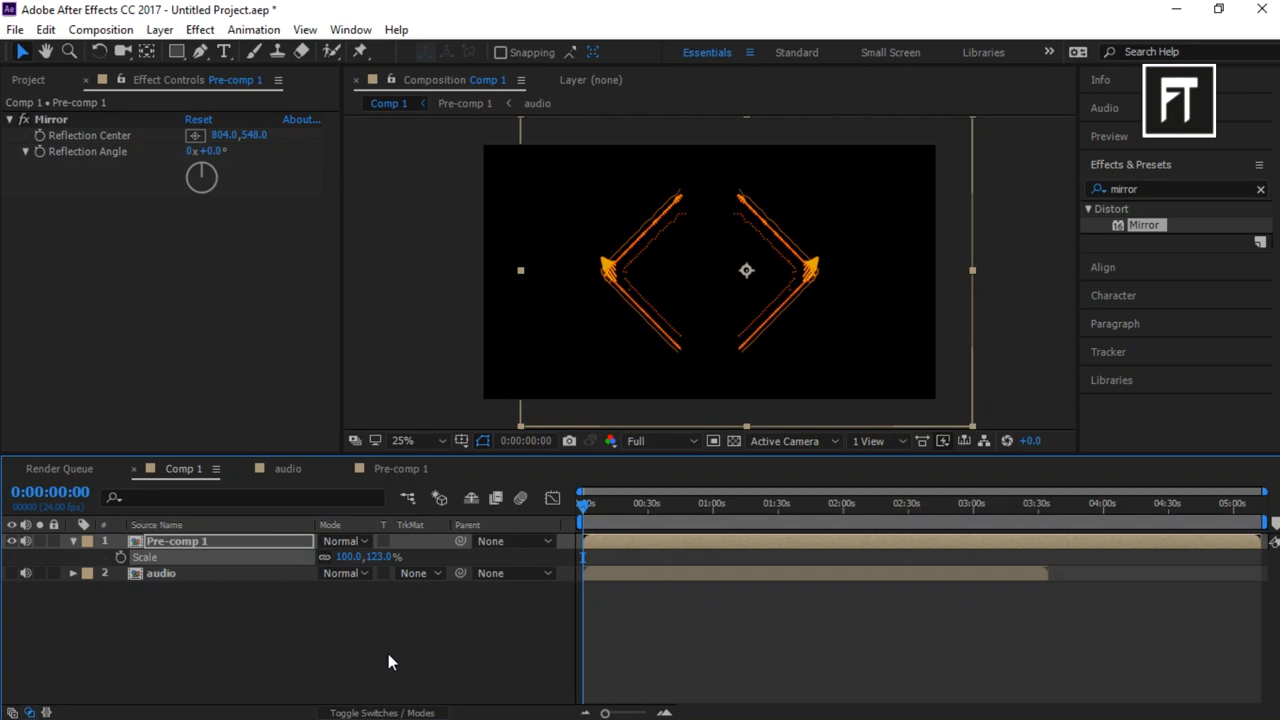 Adobe After Effects CC 2017 - Untitled Project.aep *
File Edit Composition Layer Effect Animation View Window Help
Snapping Essentials Standard Small Screen Libraries Search Help
Project Effect Controls Pre-comp 1 Composition Comp 1 Layer (none) Info
Comp 1 • Pre-comp 1 Comp 1 Pre-comp 1 audio Audio FT
fx Mirror Reset About...
Reflection Center 804.0,548.0 Preview
Reflection Angle 0x+0.0°
Effects & Presets
mirror
Distort
16 Mirror
Align
Character
Paragraph
Tracker
Libraries
25% 0:00:00:00 Full Active Camera 1 View +0.0
Render Queue Comp 1 audio Pre-comp 1
0:00:00:00
00000 (24.00 fps) 00:30s 01:00s 01:30s 02:00s 02:30s 03:00s 03:30s 04:00s 04:30s 05:00s
# Source Name Mode T TrkMat Parent
1 Pre-comp 1 Normal None
Scale 100.0,123.0%
2 audio Normal None None
Toggle Switches / Modes